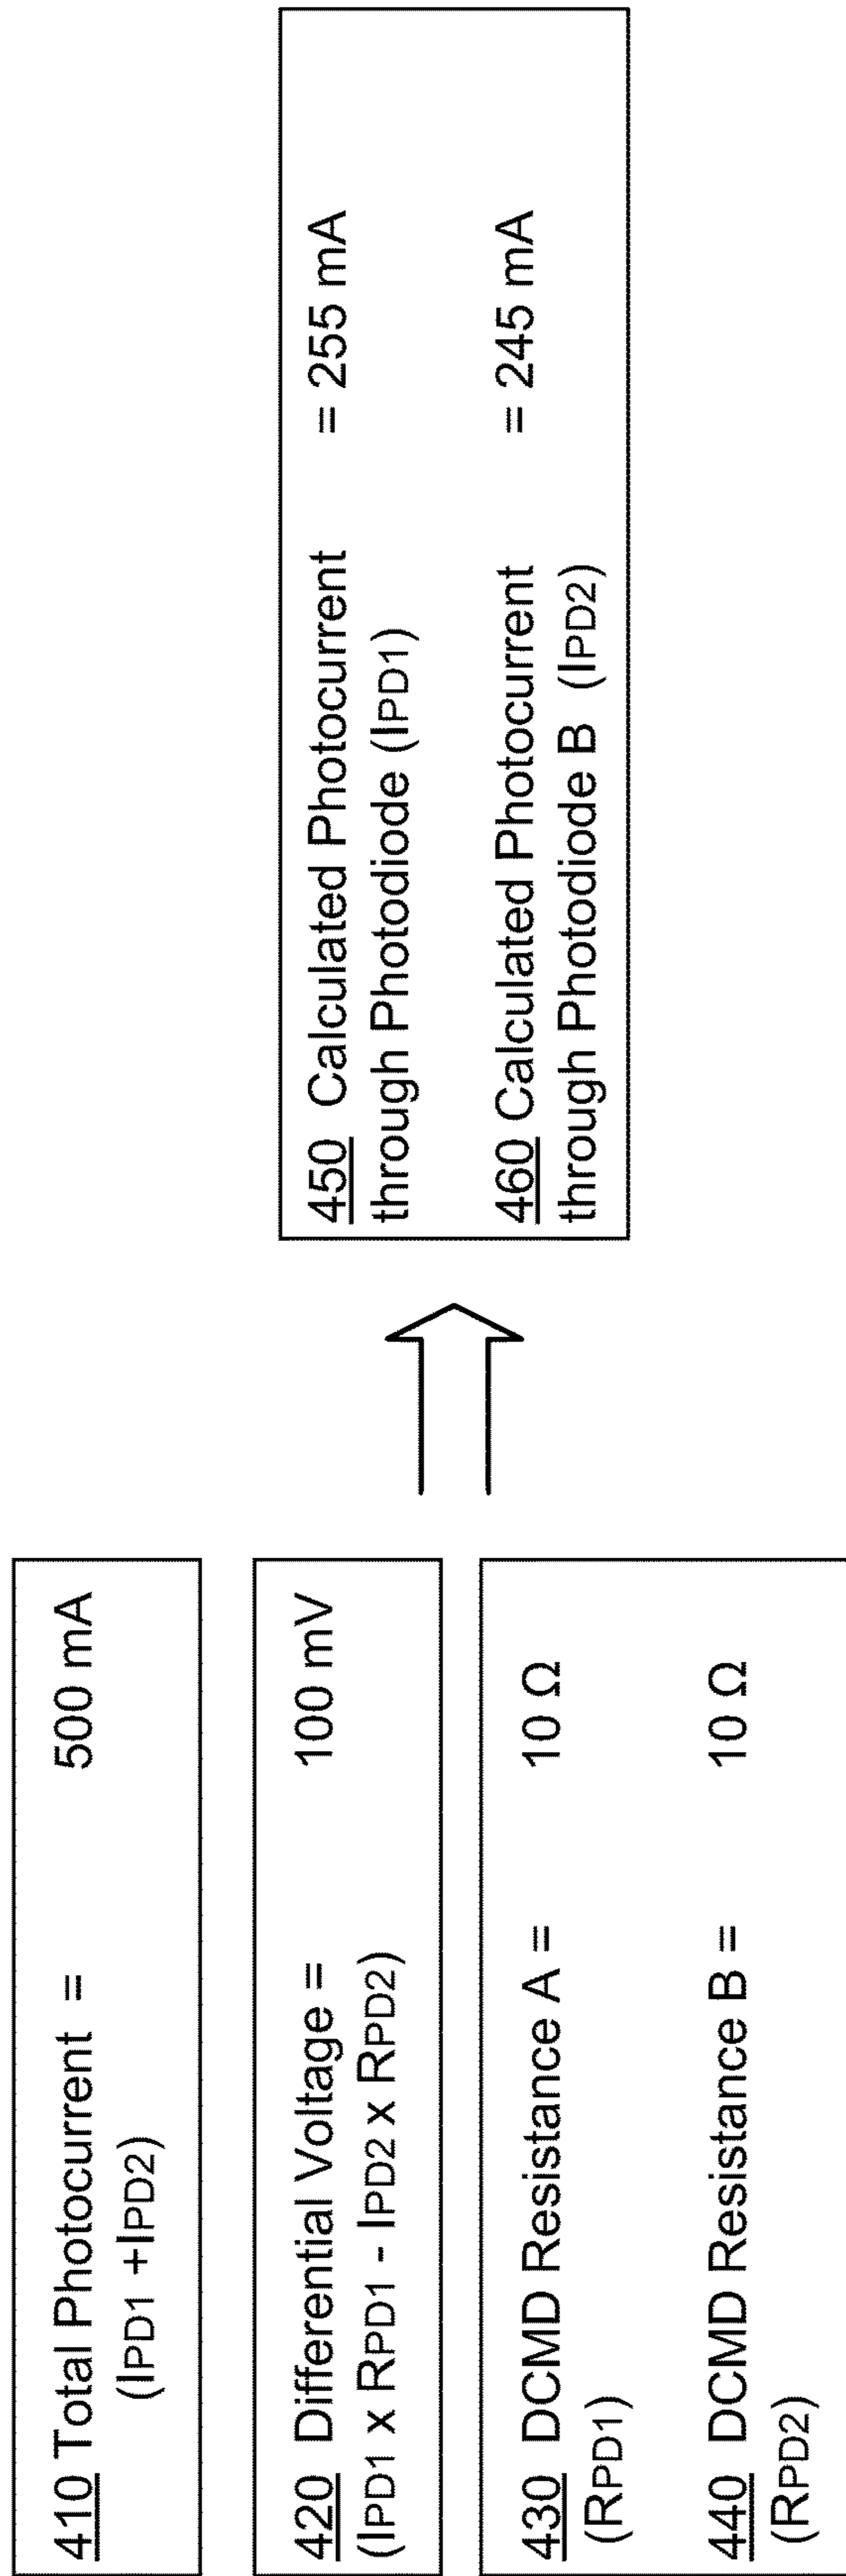 410 Total Photocurrent = 500 mA
(IPD1 +IPD2)
420 Differential Voltage = 100 mV
(IPD1 x RPD1 - IPD2 x RPD2)
430 DCMD Resistance A = 10 Ω
(RPD1)
440 DCMD Resistance B = 10 Ω
(RPD2)
450 Calculated Photocurrent = 255 mA
through Photodiode (IPD1)
460 Calculated Photocurrent = 245 mA
through Photodiode B (IPD2)